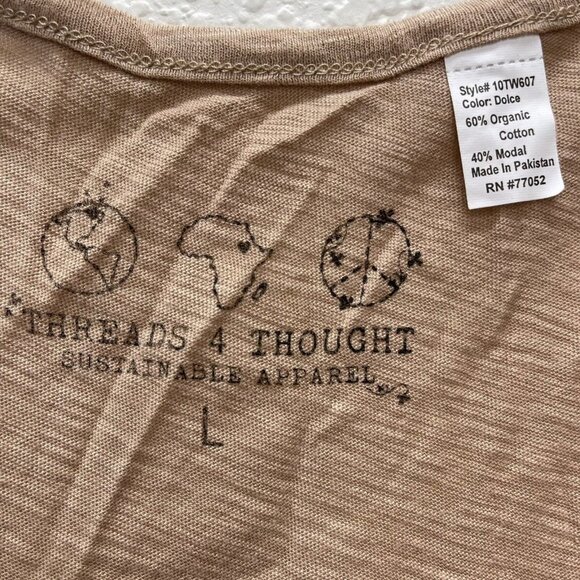 Style# 10TW607
Color: Dolce
60% Organic
Cotton
40% Modal
Made In Pakistan
RN #77052
THREADS 4 THOUGHT
SUSTAINABLE APPAREL
L